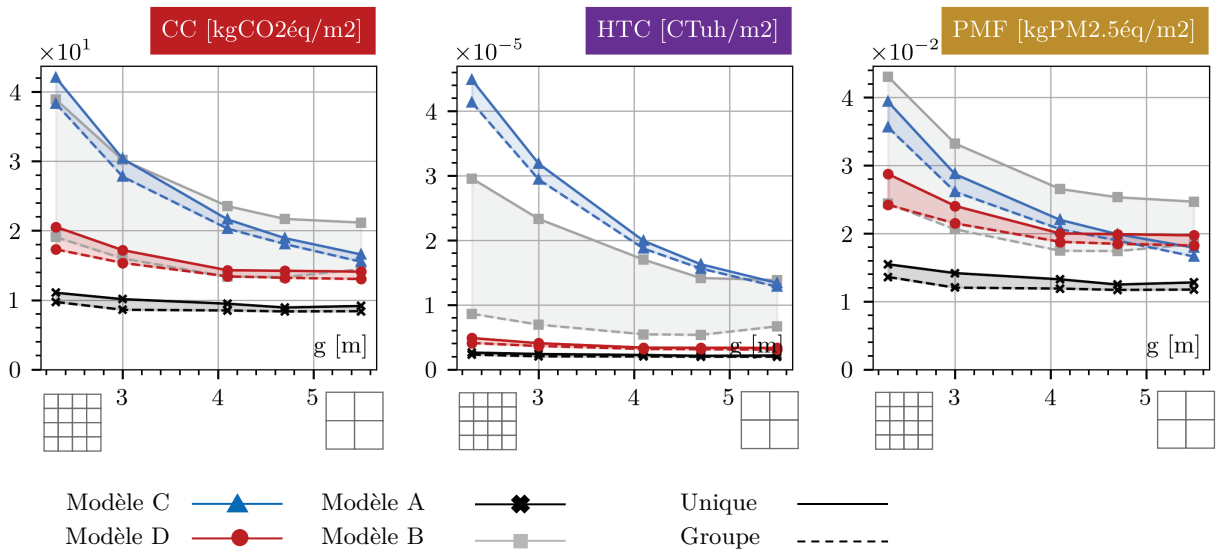 CC [kgCO2éq/m2]
HTC [CTuh/m2]
PMF [kgPM2.5éq/m2]
×10¹
4
3
2
1
0
g [m]
3
4
5
×10⁻⁵
4
3
2
1
0
g [m]
3
4
5
×10⁻²
4
3
2
1
0
g [m]
3
4
5
Modèle C
Modèle A
Unique
Modèle D
Modèle B
Groupe